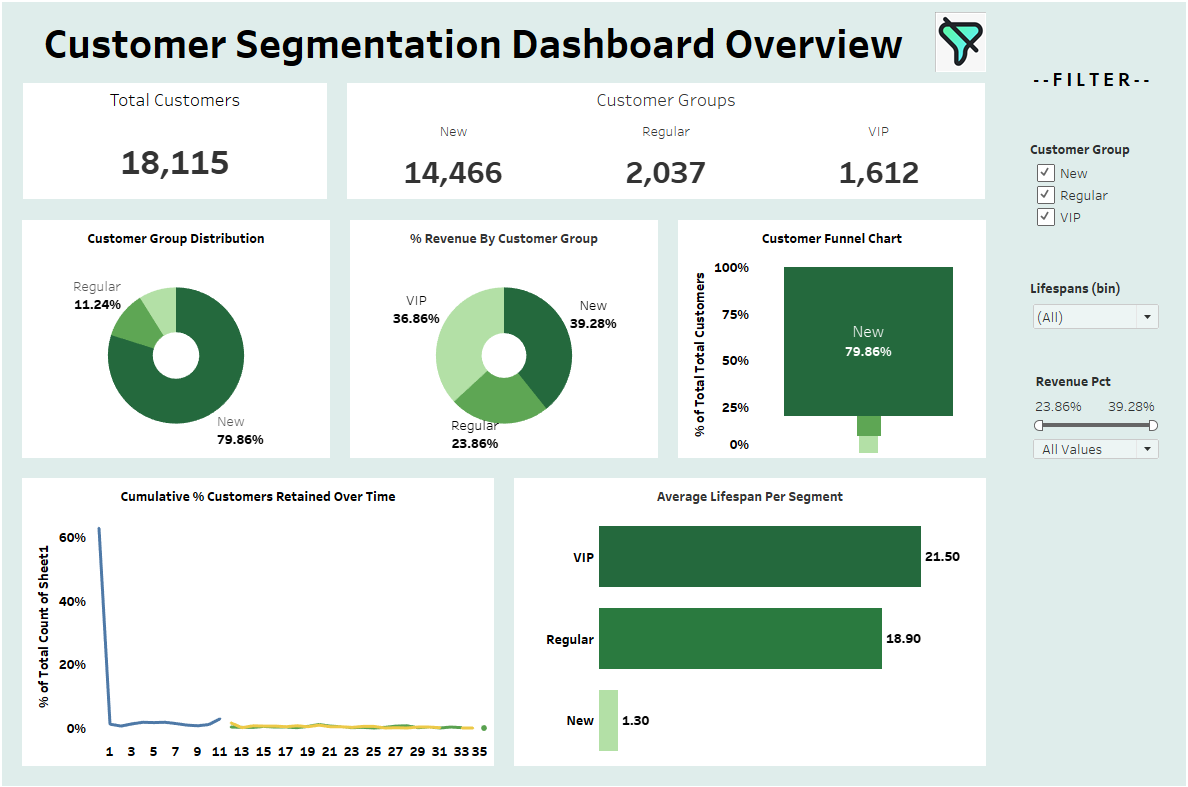 Customer Segmentation Dashboard Overview
--FILTER--
Total Customers
18,115
Customer Groups
New Regular VIP
14,466 2,037 1,612
Customer Group
New
Regular
VIP
Lifespans (bin)
(All)
Revenue Pct
23.86% 39.28%
All Values
Customer Group Distribution
Regular
11.24%
New
79.86%
% Revenue By Customer Group
VIP
36.86%
New
39.28%
Regular
23.86%
Customer Funnel Chart
% of Total Total Customers
100%
75%
50%
25%
0%
New
79.86%
Cumulative % Customers Retained Over Time
% of Total Count of Sheet1
60%
40%
20%
0%
1 3 5 7 9 11 13 15 17 19 21 23 25 27 29 31 33 35
Average Lifespan Per Segment
VIP 21.50
Regular 18.90
New 1.30